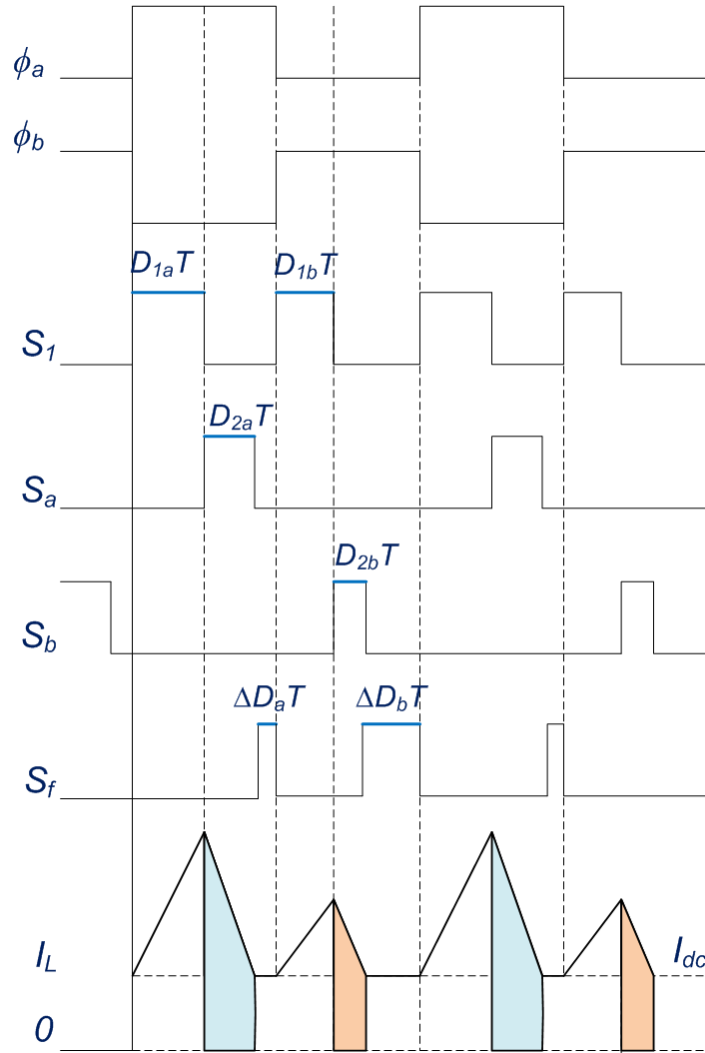 ϕa
ϕb
D1aT D1bT
S1
D2aT
Sa
D2bT
Sb
ΔDaT ΔDbT
Sf
IL Idc
0